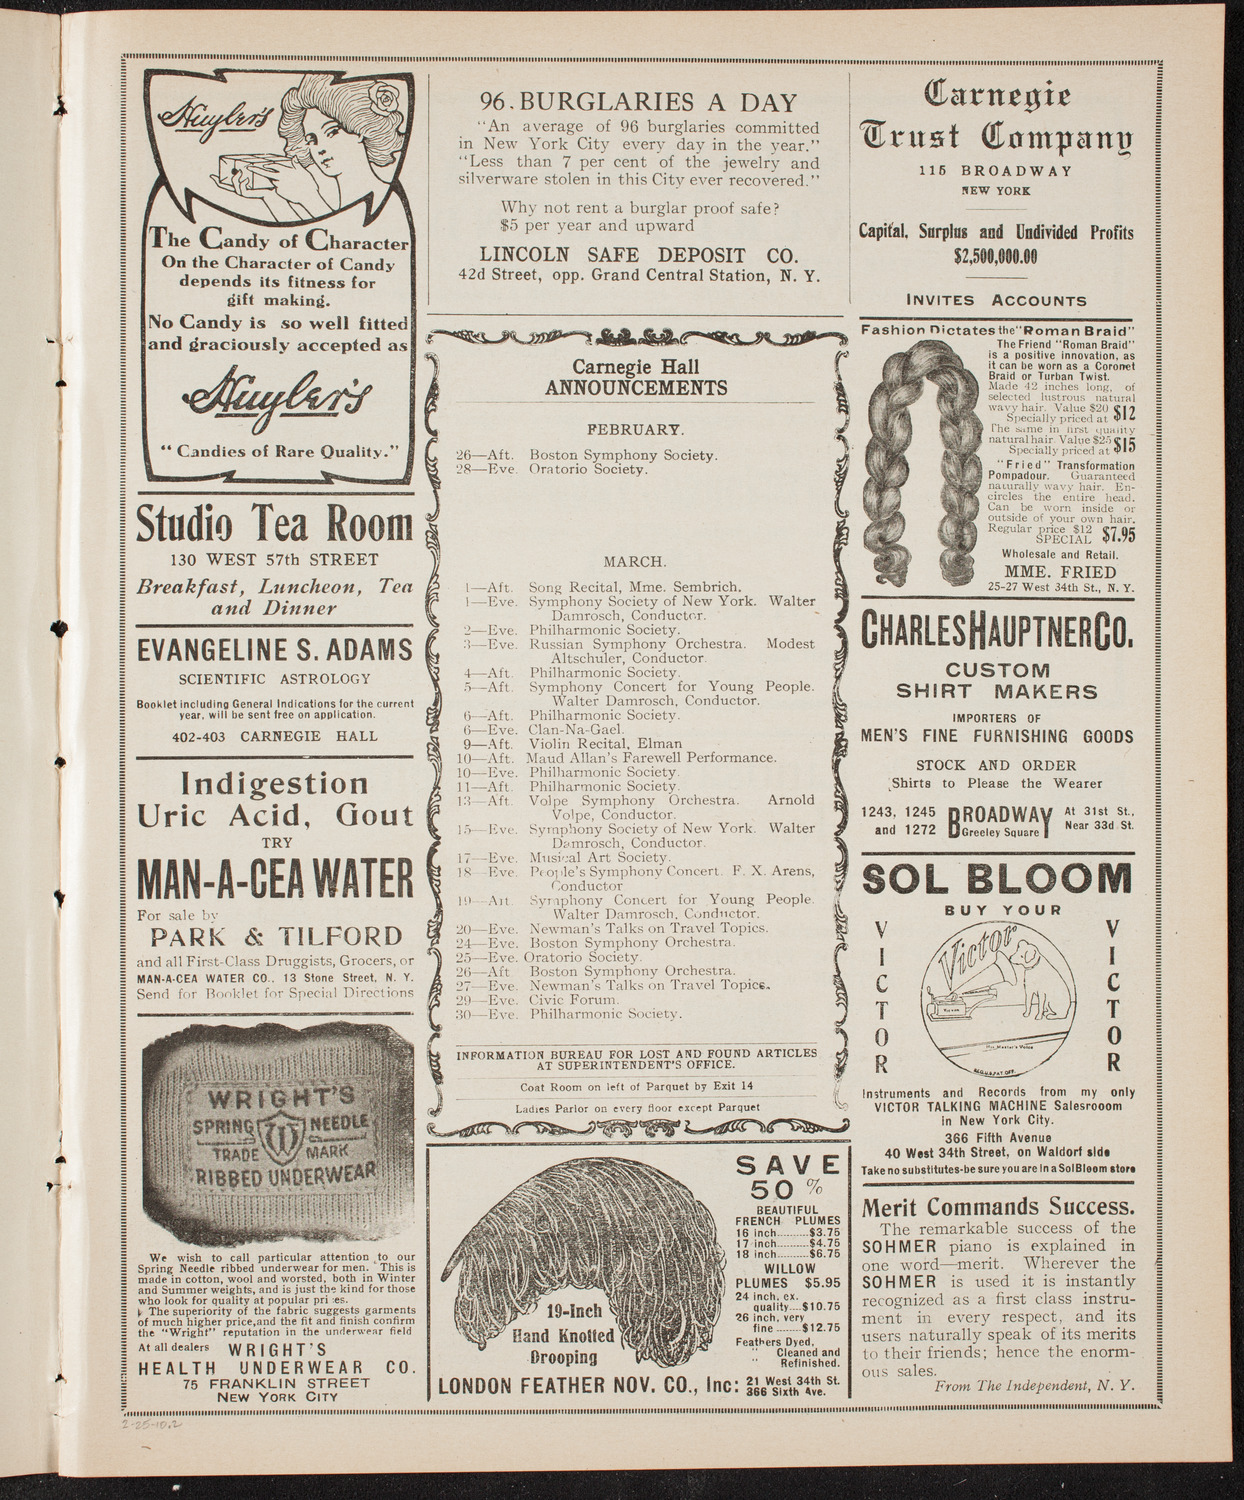 Huyler's
The Candy of Character
On the Character of Candy
depends its fitness for
gift making.
No Candy is so well fitted
and graciously accepted as
Huyler's
"Candies of Rare Quality."
Studio Tea Room
130 WEST 57th STREET
Breakfast, Luncheon, Tea
and Dinner
EVANGELINE S. ADAMS
SCIENTIFIC ASTROLOGY
Booklet including General Indications for the current
year, will be sent free on application.
402-403 CARNEGIE HALL
Indigestion
Uric Acid, Gout
TRY
MAN-A-CEA WATER
For sale by
PARK & TILFORD
and all First-Class Druggists, Grocers, or
MAN-A-CEA WATER CO., 13 Stone Street, N. Y.
Send for Booklet for Special Directions
WRIGHT'S
SPRING NEEDLE
W
TRADE MARK
RIBBED UNDERWEAR
We wish to call particular attention to our
Spring Needle ribbed underwear for men. This is
made in cotton, wool and worsted, both in Winter
and Summer weights, and is just the kind for those
who look for quality at popular prices.
The superiority of the fabric suggests garments
of much higher price,and the fit and finish confirm
the "Wright" reputation in the underwear field
At all dealers WRIGHT'S
HEALTH UNDERWEAR CO.
75 FRANKLIN STREET
NEW YORK CITY
96 BURGLARIES A DAY
"An average of 96 burglaries committed
in New York City every day in the year."
"Less than 7 per cent of the jewelry and
silverware stolen in this City ever recovered."
Why not rent a burglar proof safe?
$5 per year and upward
LINCOLN SAFE DEPOSIT CO.
42d Street, opp. Grand Central Station, N. Y.
Carnegie Hall
ANNOUNCEMENTS
FEBRUARY.
26—Aft. Boston Symphony Society.
28—Eve. Oratorio Society.
MARCH.
1—Aft. Song Recital, Mme. Sembrich.
1—Eve. Symphony Society of New York. Walter
Damrosch, Conductor.
2—Eve. Philharmonic Society.
3—Eve. Russian Symphony Orchestra. Modest
Altschuler, Conductor.
4—Aft. Philharmonic Society.
5—Aft. Symphony Concert for Young People.
Walter Damrosch, Conductor.
6—Aft. Philharmonic Society.
6—Eve. Clan-Na-Gael.
9—Aft. Violin Recital, Elman
10—Aft. Maud Allan's Farewell Performance.
10—Eve. Philharmonic Society.
11—Aft. Philharmonic Society.
13—Aft. Volpe Symphony Orchestra. Arnold
Volpe, Conductor.
15—Eve. Symphony Society of New York. Walter
Damrosch, Conductor.
17—Eve. Musical Art Society.
18—Eve. People's Symphony Concert. F. X. Arens,
Conductor
19—Aft. Symphony Concert for Young People.
Walter Damrosch, Conductor.
20—Eve. Newman's Talks on Travel Topics.
24—Eve. Boston Symphony Orchestra.
25—Eve. Oratorio Society.
26—Aft Boston Symphony Orchestra.
27—Eve. Newman's Talks on Travel Topics.
29—Eve. Civic Forum.
30—Eve. Philharmonic Society.
INFORMATION BUREAU FOR LOST AND FOUND ARTICLES
AT SUPERINTENDENT'S OFFICE.
Coat Room on left of Parquet by Exit 14
Ladies Parlor on every floor except Parquet
19-Inch
Hand Knotted
Drooping
SAVE
50%
BEAUTIFUL
FRENCH PLUMES
16 inch..........$3.75
17 inch.........$4.75
18 inch.........$6.75
WILLOW
PLUMES $5.95
24 inch, ex.
quality....$10.75
26 inch, very
fine ........$12.75
Feathers Dyed,
" Cleaned and
" Refinished.
LONDON FEATHER NOV. CO., Inc: 21 West 34th St.
366 Sixth Ave.
Carnegie
Trust Company
115 BROADWAY
NEW YORK
Capital, Surplus and Undivided Profits
$2,500,000.00
INVITES ACCOUNTS
Fashion Dictates the "Roman Braid"
The Friend "Roman Braid"
is a positive innovation, as
it can be worn as a Coronet
Braid or Turban Twist.
Made 42 inches long, of
selected lustrous natural
wavy hair. Value $20 $12
Specially priced at
The same in first quality
natural hair. Value $25 $15
Specially priced at
"Fried" Transformation
Pompadour. Guaranteed
naturally wavy hair. En-
circles the entire head.
Can be worn inside or
outside of your own hair.
Regular price $12 $7.95
SPECIAL
Wholesale and Retail.
MME. FRIED
25-27 West 34th St., N. Y.
CHARLES HAUPTNER CO.
CUSTOM
SHIRT MAKERS
IMPORTERS OF
MEN'S FINE FURNISHING GOODS
STOCK AND ORDER
Shirts to Please the Wearer
1243, 1245 and 1272 BROADWAY Greeley Square At 31st St., Near 33d St.
SOL BLOOM
BUY YOUR
VICTOR
Victor
His Master's Voice
REG.U.S.PAT.OFF.
VICTOR
Instruments and Records from my only
VICTOR TALKING MACHINE Salesrooom
in New York City.
366 Fifth Avenue
40 West 34th Street, on Waldorf side
Take no substitutes-be sure you are in a Sol Bloom store
Merit Commands Success.
The remarkable success of the
SOHMER piano is explained in
one word—merit. Wherever the
SOHMER is used it is instantly
recognized as a first class instru-
ment in every respect, and its
users naturally speak of its merits
to their friends; hence the enorm-
ous sales.
From The Independent, N. Y.
2-25-10.2